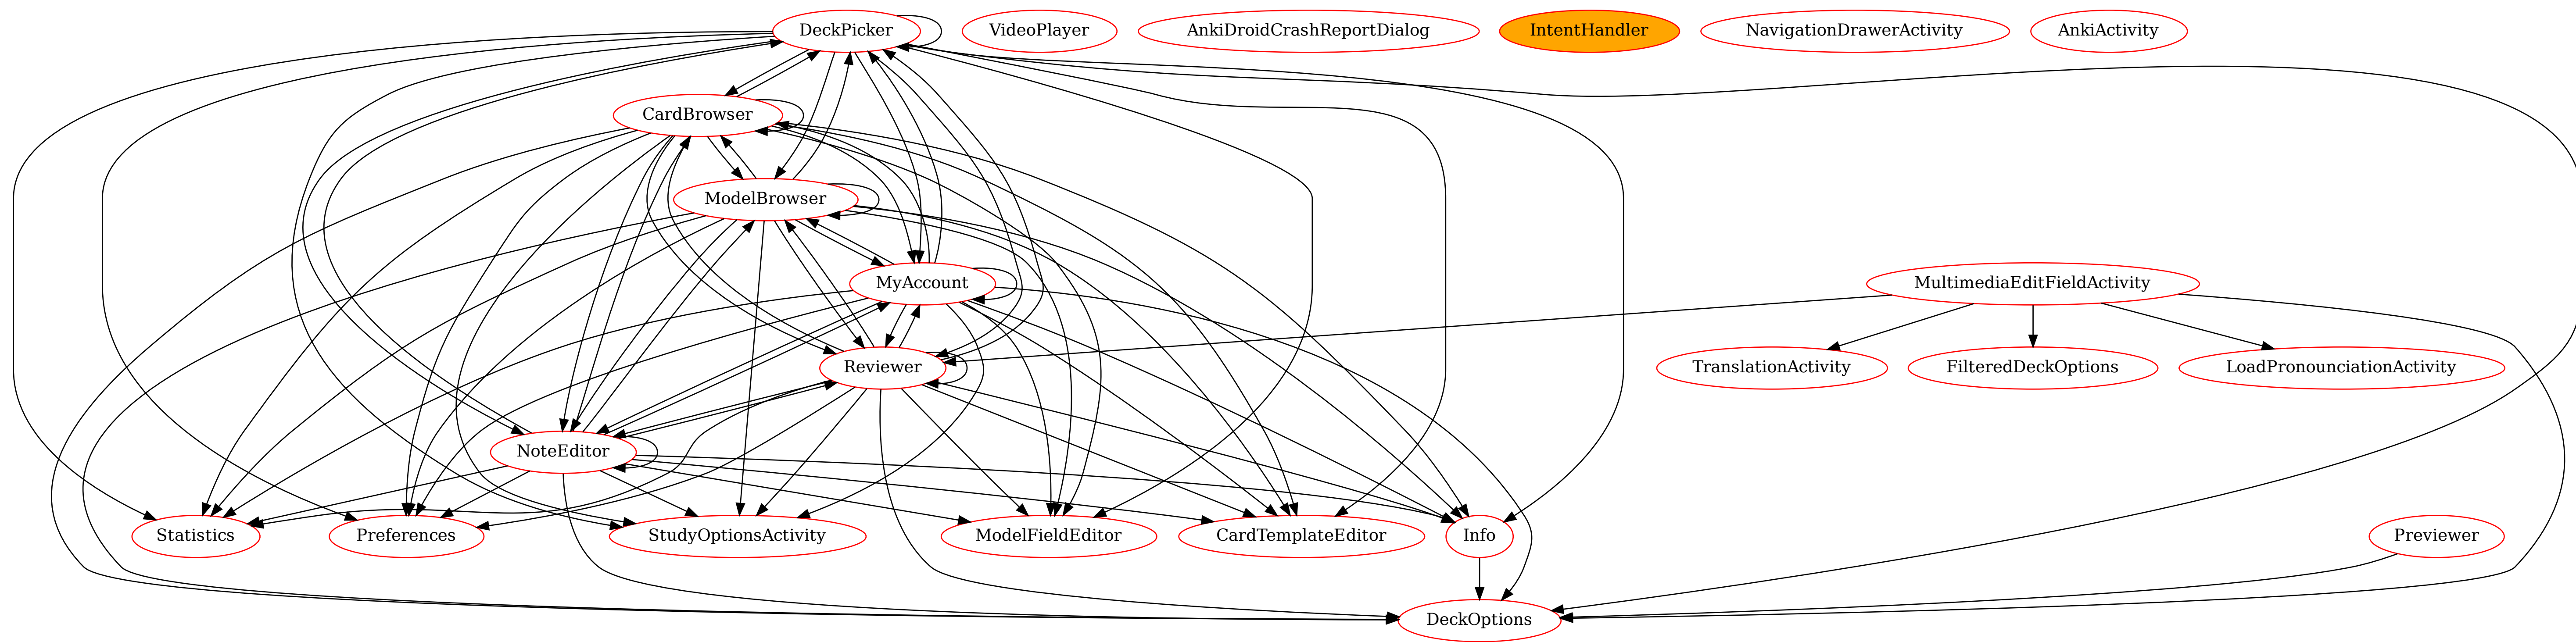 DeckPicker
VideoPlayer
AnkiDroidCrashReportDialog
IntentHandler
NavigationDrawerActivity
AnkiActivity
CardBrowser
ModelBrowser
MyAccount
MultimediaEditFieldActivity
Reviewer
TranslationActivity
FilteredDeckOptions
LoadPronounciationActivity
NoteEditor
Statistics
Preferences
StudyOptionsActivity
ModelFieldEditor
CardTemplateEditor
Info
Previewer
DeckOptions